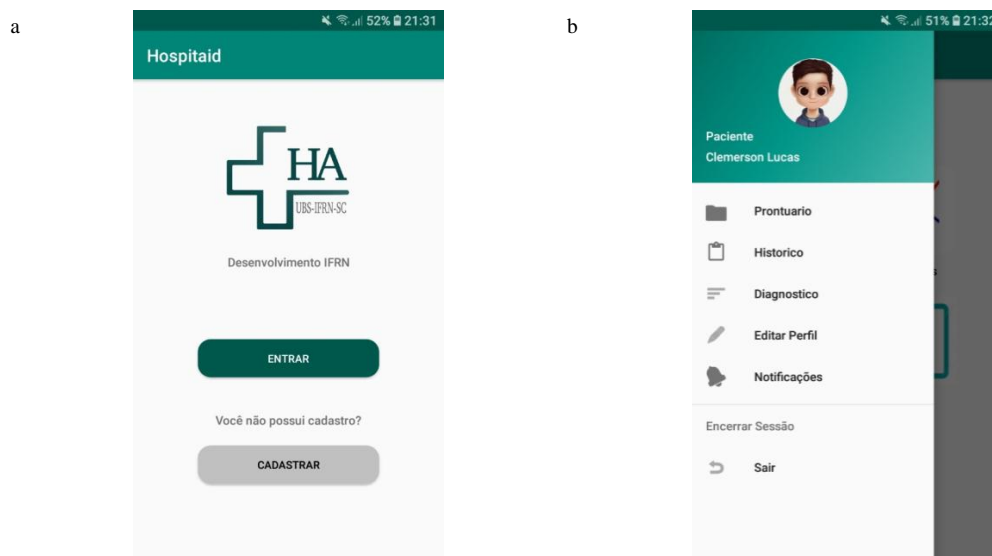 a
52% 21:31
Hospitaid
HA
UBS-IFRN-SC
Desenvolvimento IFRN
ENTRAR
Você não possui cadastro?
CADASTRAR
b
51% 21:32
Paciente
Clemerson Lucas
Prontuario
Historico
Diagnostico
Editar Perfil
Notificações
Encerrar Sessão
Sair